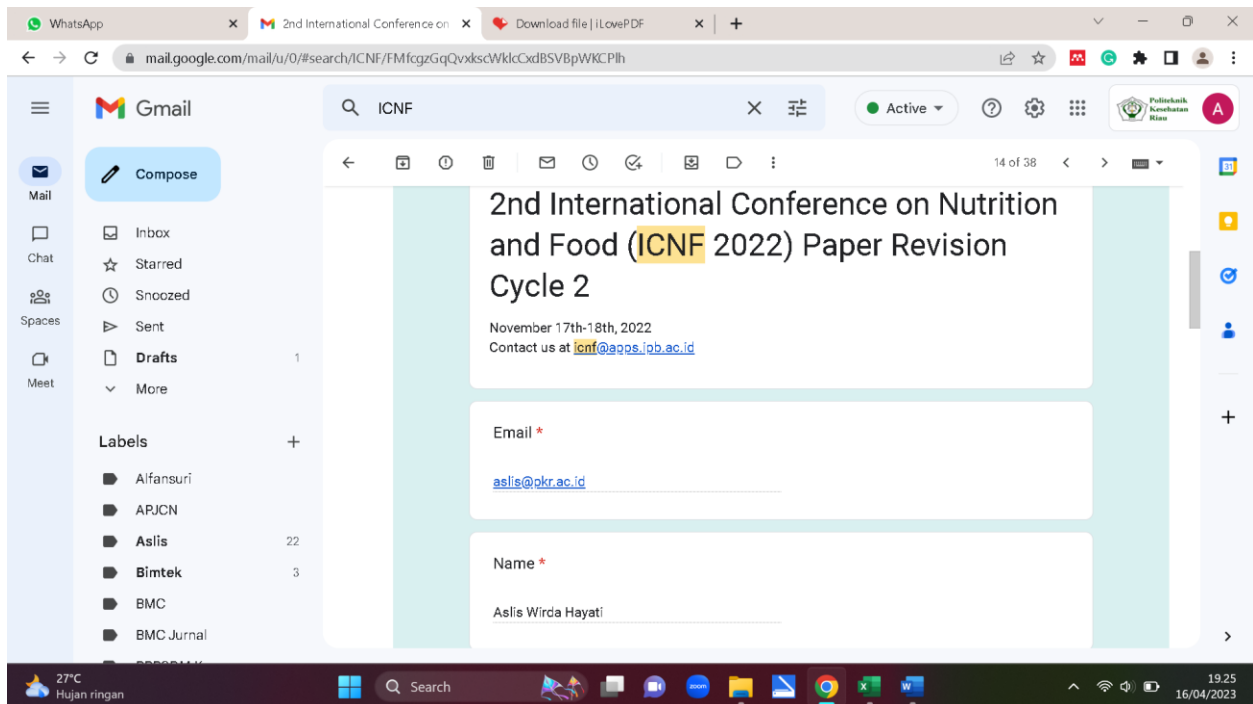 WhatsApp
2nd International Conference on
Download file | iLovePDF
mail.google.com/mail/u/0/#search/ICNF/FMfcgzGqQvxkscWklcCxdBSVBpWKCPlh
Gmail
ICNF
Active
Politeknik
Kesehatan
Riau
A
Compose
14 of 38
Mail
Chat
Spaces
Meet
Inbox
Starred
Snoozed
Sent
Drafts 1
More
Labels
Alfansuri
APJCN
Aslis 22
Bimtek 3
BMC
BMC Jurnal
2nd International Conference on Nutrition
and Food (ICNF 2022) Paper Revision
Cycle 2
November 17th-18th, 2022
Contact us at icnf@apps.ipb.ac.id
Email *
aslis@pkr.ac.id
Name *
Aslis Wirda Hayati
31
27°C
Hujan ringan
Search
zoom
19.25
16/04/2023